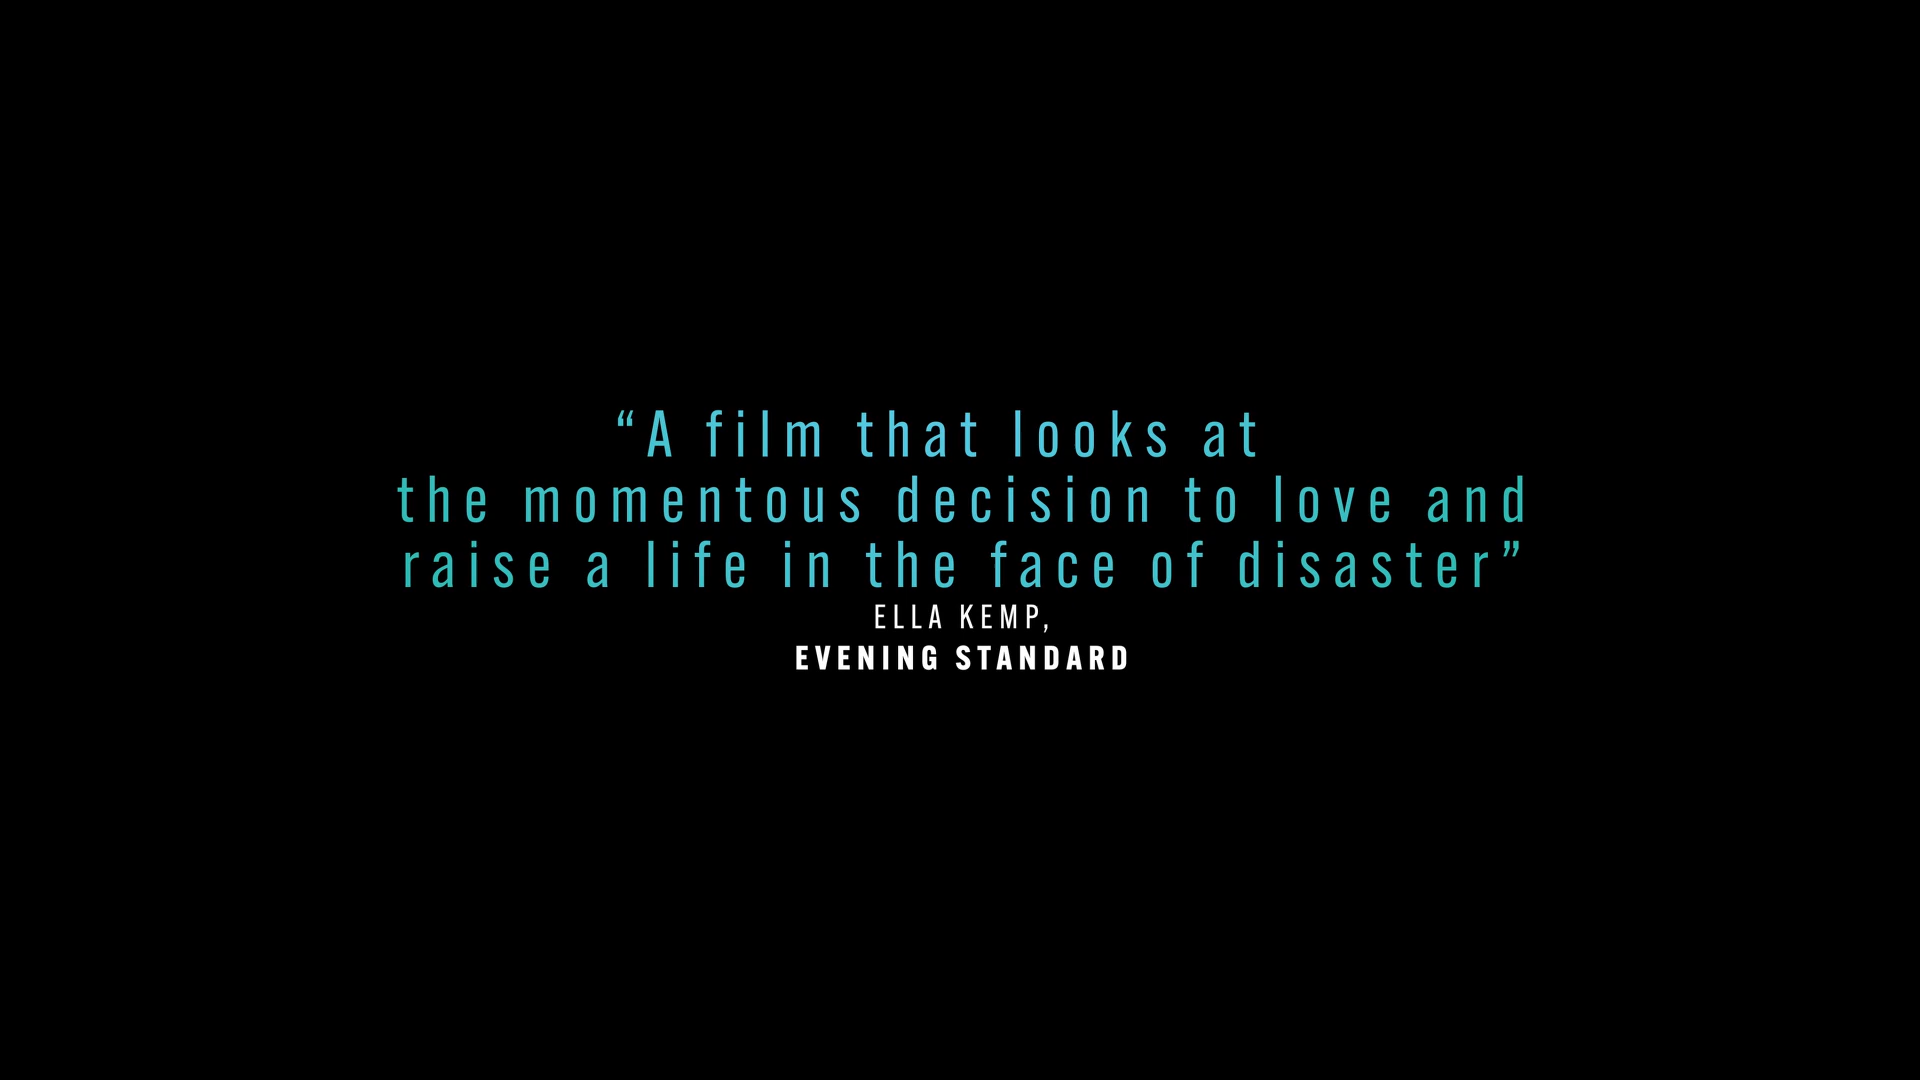 “A film that looks at
the momentous decision to love and
raise a life in the face of disaster”
ELLA KEMP,
EVENING STANDARD